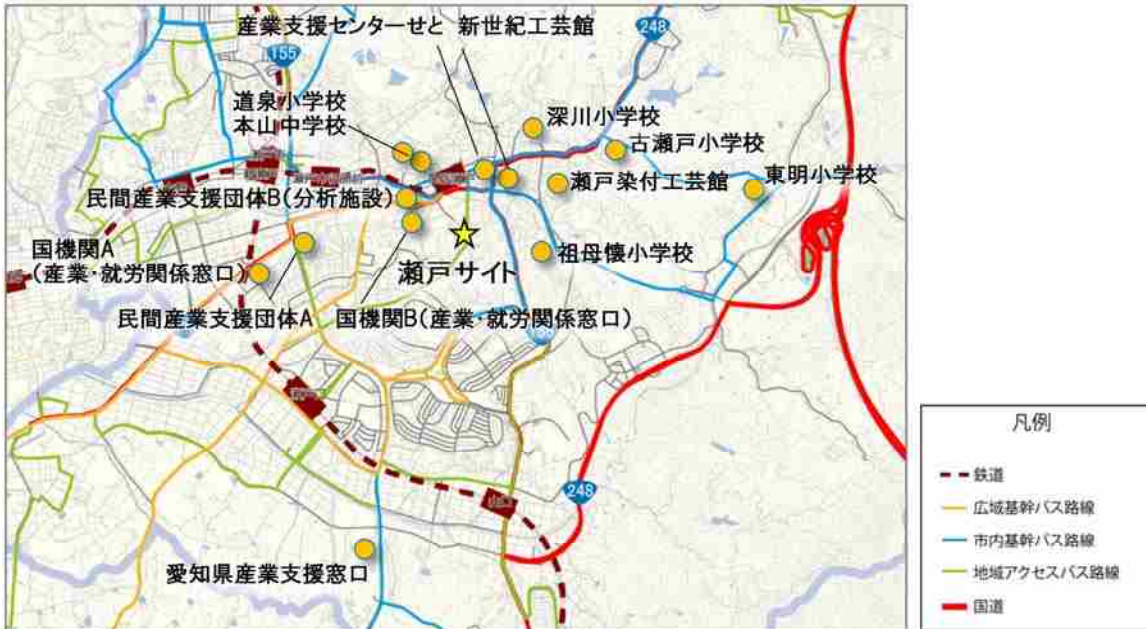 産業支援センターせと 新世紀工芸館
248
155
道泉小学校
本山中学校
深川小学校
古瀬戸小学校
東明小学校
瀬戸染付工芸館
民間産業支援団体B(分析施設)
祖母懐小学校
国機関A
(産業・就労関係窓口)
瀬戸サイト
民間産業支援団体A
国機関B(産業・就労関係窓口)
248
愛知県産業支援窓口
凡例
鉄道
広域基幹バス路線
市内基幹バス路線
地域アクセスバス路線
国道